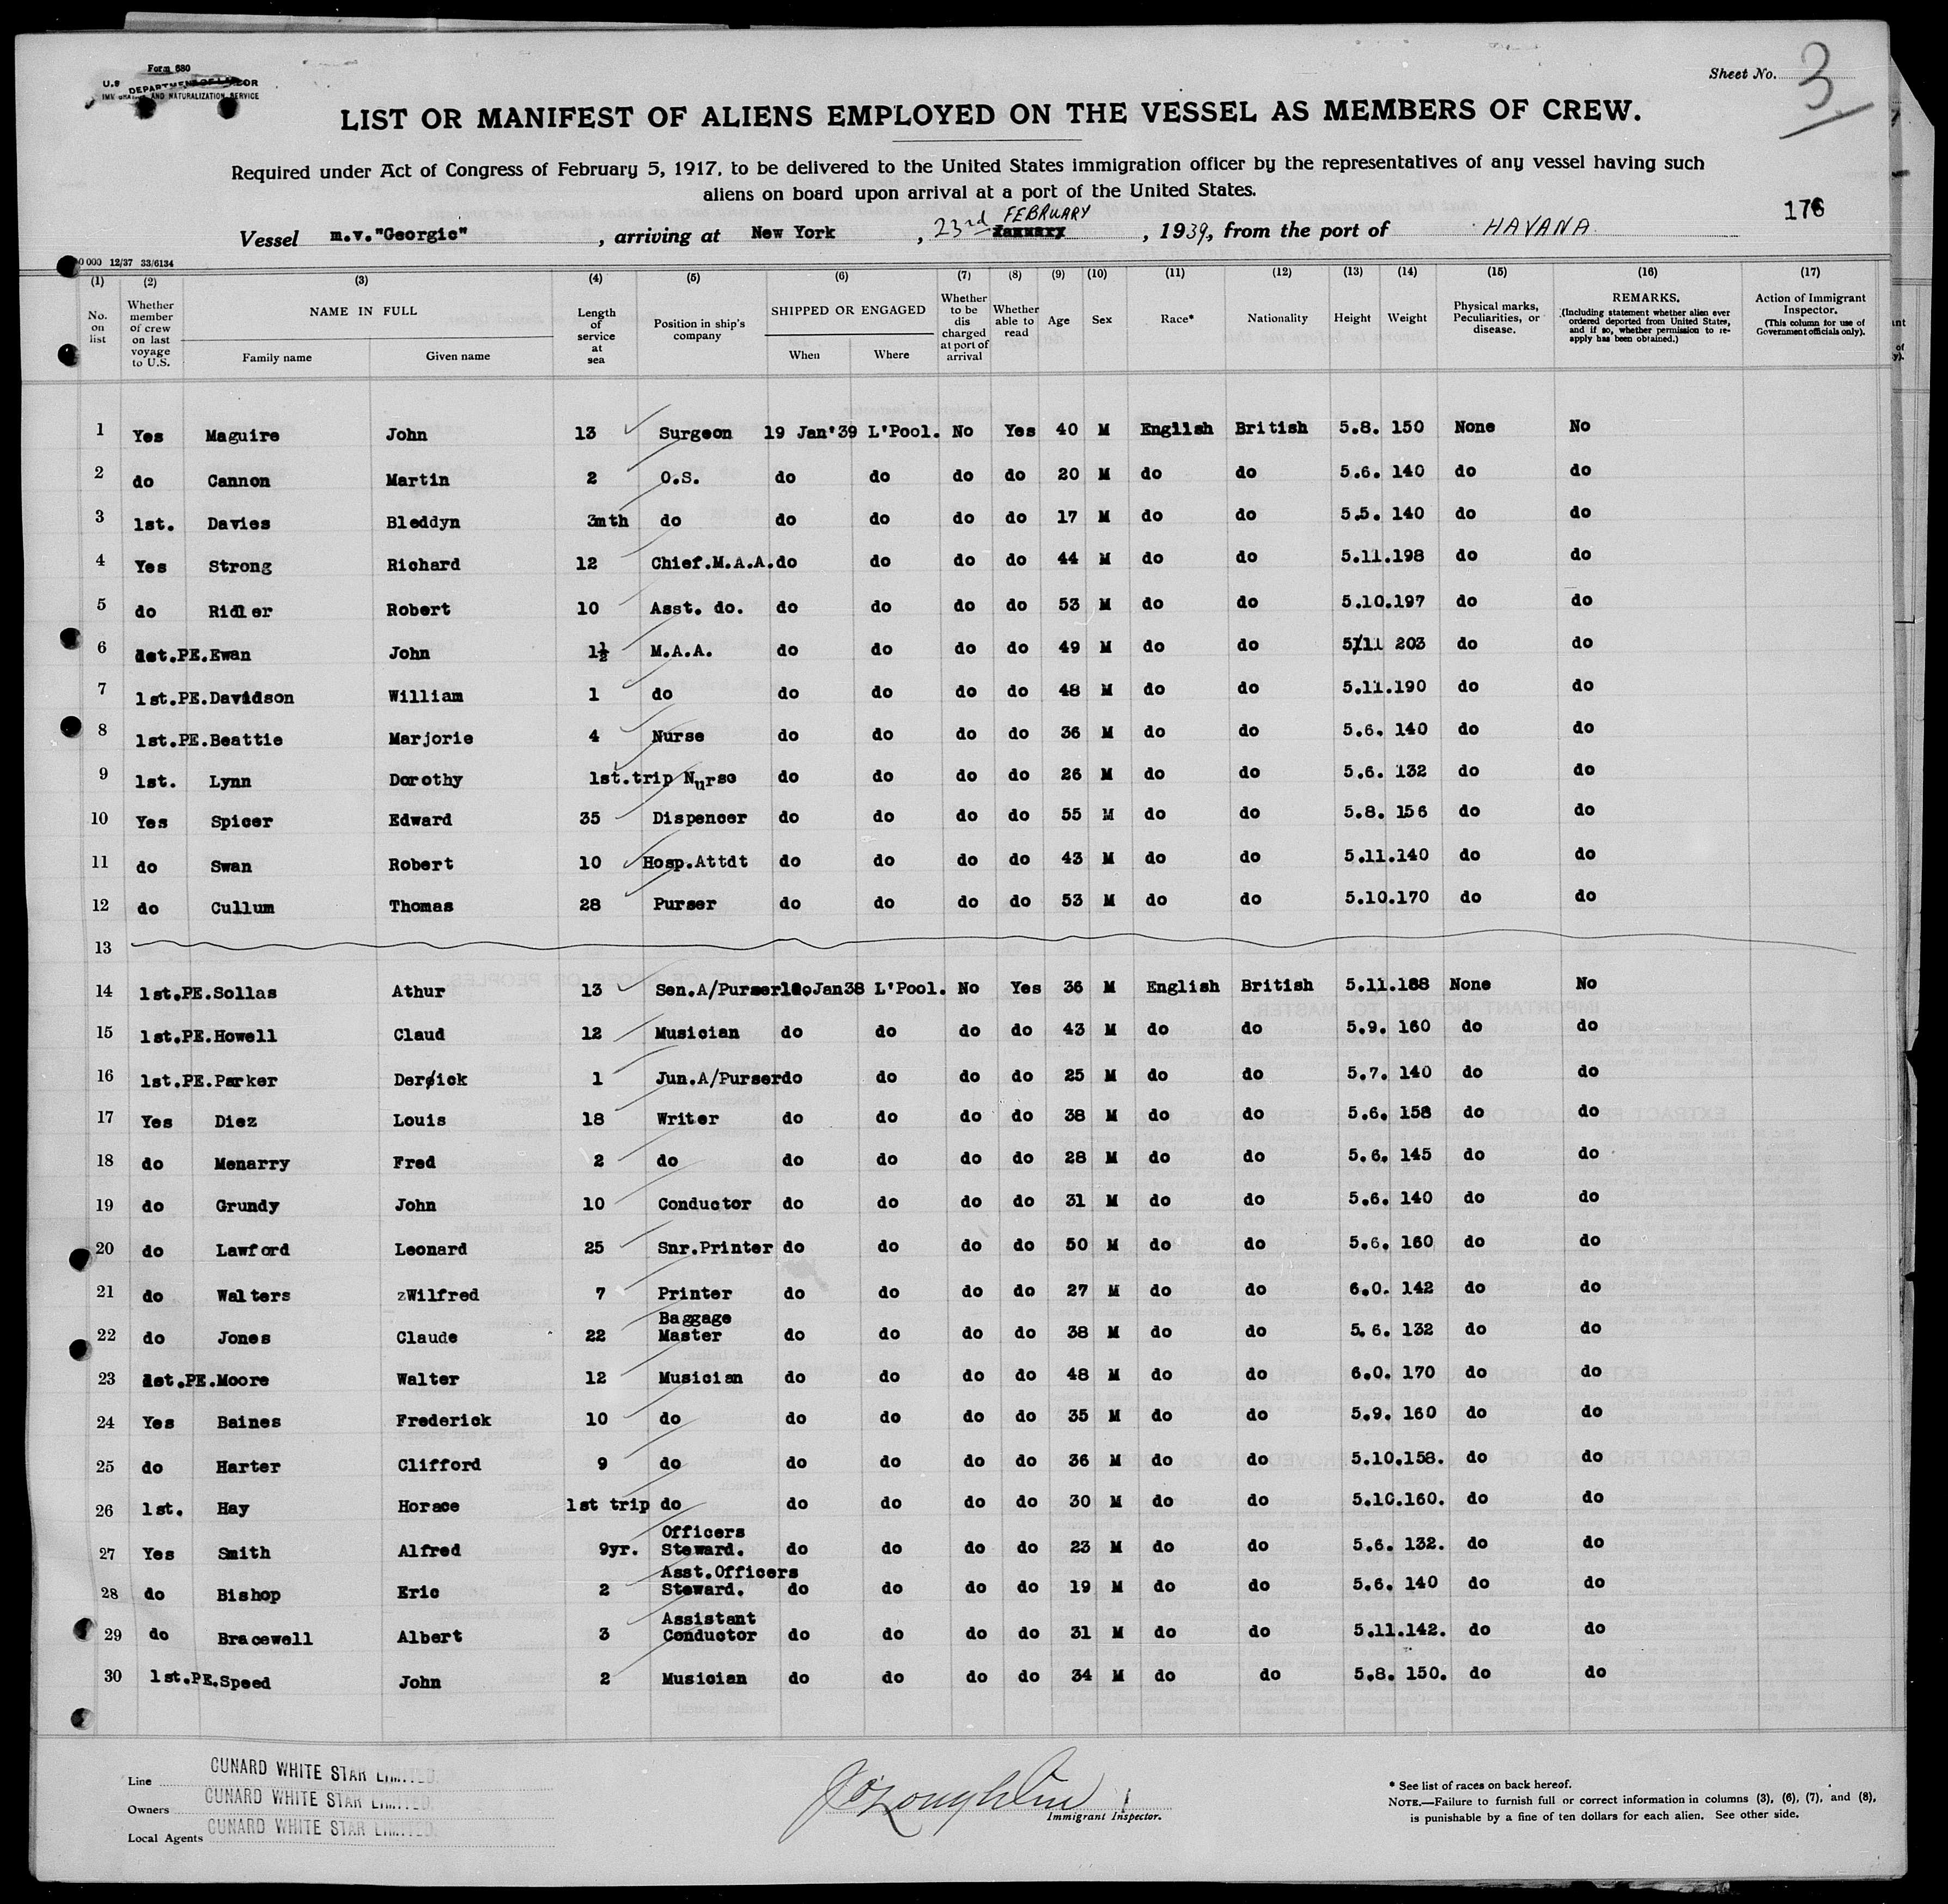 Form 680
U.S. DEPARTMENT OF LABOR
IMMIGRATION AND NATURALIZATION SERVICE
Sheet No. 3
LIST OR MANIFEST OF ALIENS EMPLOYED ON THE VESSEL AS MEMBERS OF CREW.
Required under Act of Congress of February 5, 1917, to be delivered to the United States immigration officer by the representatives of any vessel having such
aliens on board upon arrival at a port of the United States.
176
Vessel m.v."Georgic", arriving at New York, 23rd January FEBRUARY, 1939, from the port of HAVANA
000 12/37 33/6134
(1) (2) (3) (4) (5) (6) (7) (8) (9) (10) (11) (12) (13) (14) (15) (16) (17)
No. on list Whether member of crew on last voyage to U.S. NAME IN FULL Family name Given name Length of service at sea Position in ship's company SHIPPED OR ENGAGED When Where Whether to be dis charged at port of arrival Whether able to read Age Sex Race* Nationality Height Weight Physical marks, Peculiarities, or disease. REMARKS. (Including statement whether alien ever ordered deported from United States, and if so, whether permission to re-apply has been obtained.) Action of Immigrant Inspector. (This column for use of Government officials only).
1 Yes Maguire John 13 Surgeon 19 Jan'39 L'Pool. No Yes 40 M English British 5.8. 150 None No
2 do Cannon Martin 2 O.S. do do do do 20 M do do 5.6. 140 do do
3 1st. Davies Bleddyn 3mth do do do do do 17 M do do 5.5. 140 do do
4 Yes Strong Richard 12 Chief.M.A.A. do do do do 44 M do do 5.11. 198 do do
5 do Ridler Robert 10 Asst. do. do do do do 53 M do do 5.10. 197 do do
6 1st.PE. Ewan John 1½ M.A.A. do do do do 49 M do do 5/11 203 do do
7 1st.PE. Davidson William 1 do do do do do 48 M do do 5.11. 190 do do
8 1st.PE. Beattie Marjorie 4 Nurse do do do do 36 M do do 5.6. 140 do do
9 1st. Lynn Dorothy 1st.trip Nurse do do do do 26 M do do 5.6. 132 do do
10 Yes Spicer Edward 35 Dispencer do do do do 55 M do do 5.8. 156 do do
11 do Swan Robert 10 Hosp.Attdt do do do do 43 M do do 5.11. 140 do do
12 do Cullum Thomas 28 Purser do do do do 53 M do do 5.10. 170 do do
13
14 1st.PE. Sollas Athur 13 Sen.A/Purser Jan38 L'Pool. No Yes 36 M English British 5.11. 188 None No
15 1st.PE. Howell Claud 12 Musician do do do do 43 M do do 5.9. 160 do do
16 1st.PE. Parker Derick 1 Jun.A/Purser do do do do 25 M do do 5.7. 140 do do
17 Yes Diez Louis 18 Writer do do do do 38 M do do 5.6. 158 do do
18 do Menarry Fred 2 do do do do do 28 M do do 5.6. 145 do do
19 do Grundy John 10 Conductor do do do do 31 M do do 5.6. 140 do do
20 do Lawford Leonard 25 Snr.Printer do do do do 50 M do do 5.6. 160 do do
21 do Walters zWilfred 7 Printer do do do do 27 M do do 6.0. 142 do do
22 do Jones Claude 22 Baggage Master do do do do 38 M do do 5.6. 132 do do
23 1st.PE. Moore Walter 12 Musician do do do do 48 M do do 6.0. 170 do do
24 Yes Baines Frederick 10 do do do do do 35 M do do 5.9. 160 do do
25 do Harter Clifford 9 do do do do do 36 M do do 5.10. 158. do do
26 1st. Hay Horace 1st trip do do do do do 30 M do do 5.10. 160. do do
27 Yes Smith Alfred 9yr. Officers Steward. do do do do 23 M do do 5.6. 132. do do
28 do Bishop Eric 2 Asst.Officers Steward. do do do do 19 M do do 5.6. 140 do do
29 do Bracewell Albert 3 Assistant Conductor do do do do 31 M do do 5.11. 142. do do
30 1st.PE. Speed John 2 Musician do do do do 34 M do do 5.8. 150. do do
Line CUNARD WHITE STAR LIMITED.
Owners CUNARD WHITE STAR LIMITED.
Local Agents CUNARD WHITE STAR LIMITED.
Immigrant Inspector.
* See list of races on back hereof.
NOTE.—Failure to furnish full or correct information in columns (3), (6), (7), and (8),
is punishable by a fine of ten dollars for each alien. See other side.